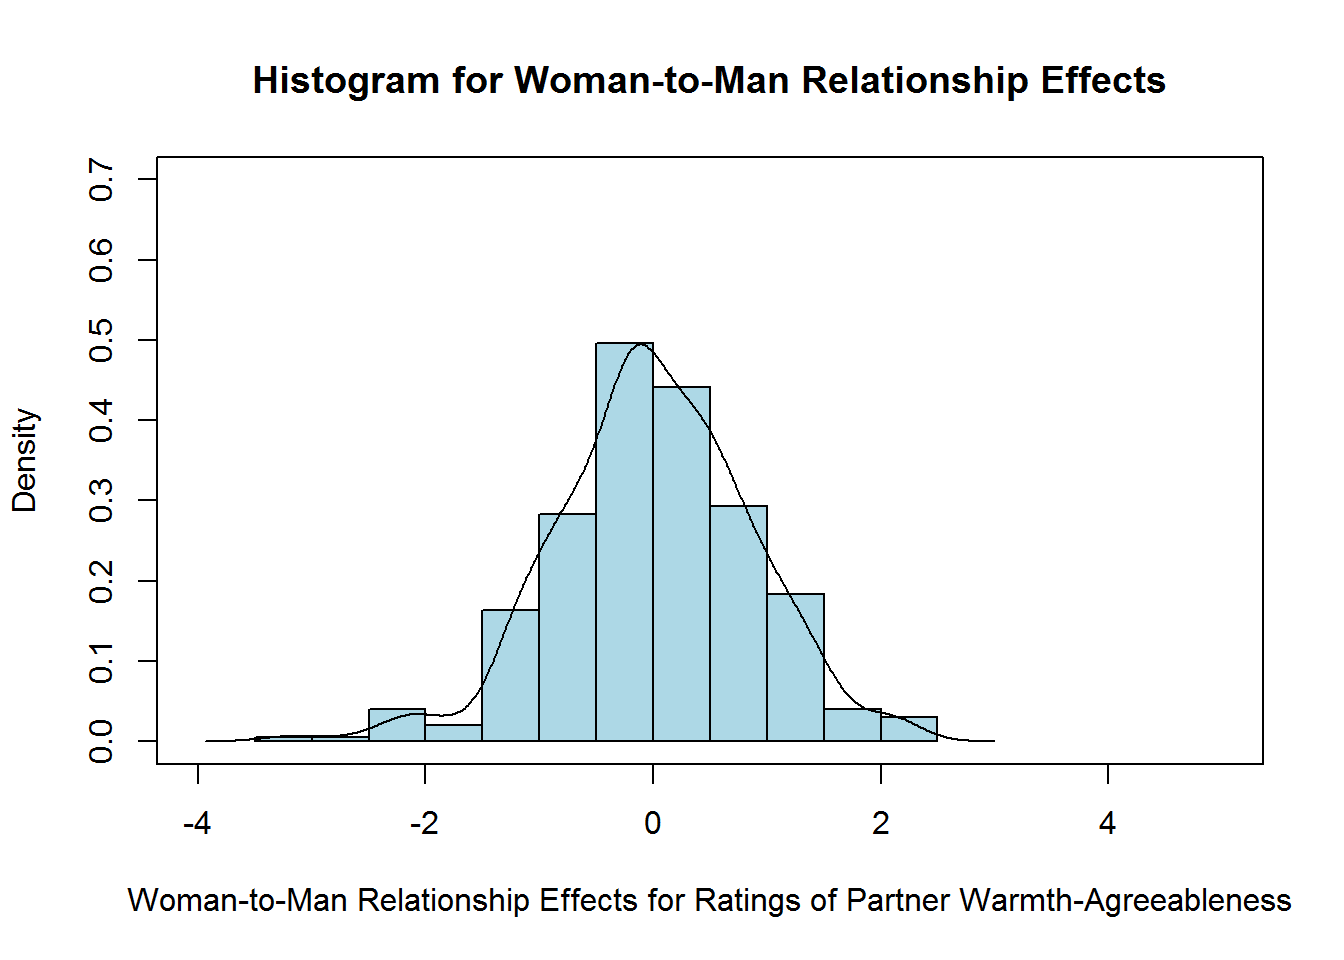 Histogram for Woman-to-Man Relationship Effects
Density
0.7
0.6
0.5
0.4
0.3
0.2
0.1
0.0
-4 -2 0 2 4
Woman-to-Man Relationship Effects for Ratings of Partner Warmth-Agreeableness